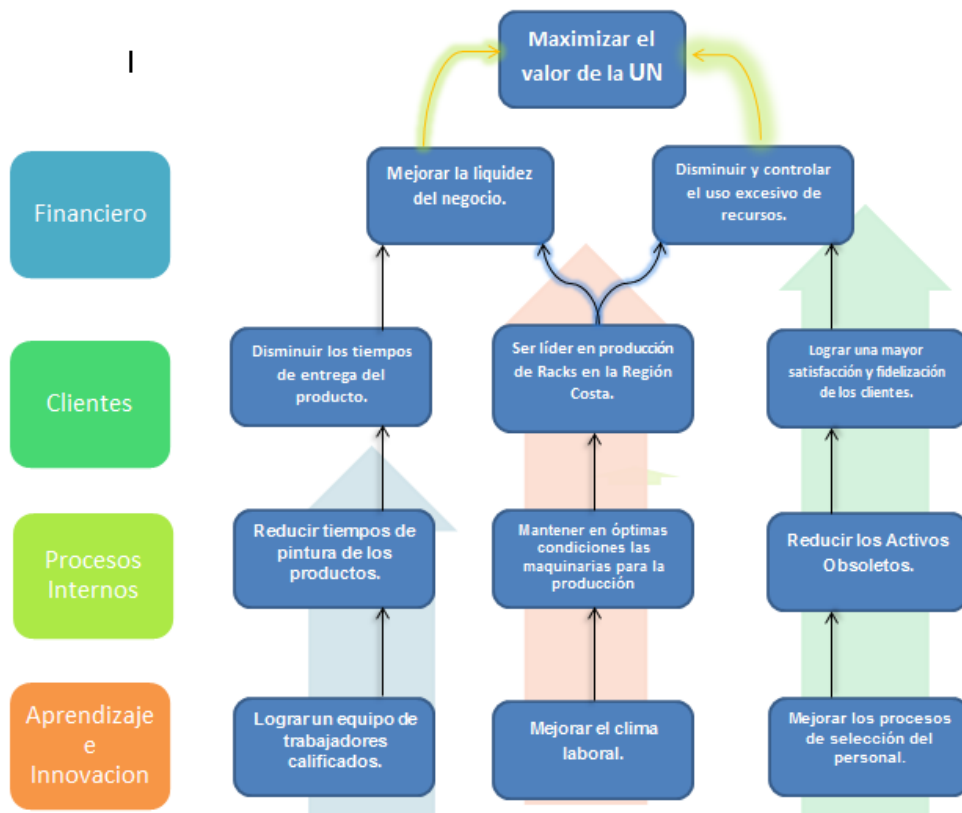 Maximizar el
valor de la UN
Financiero
Mejorar la liquidez
del negocio.
Disminuir y controlar
el uso excesivo de
recursos.
Clientes
Disminuir los tiempos
de entrega del
producto.
Ser líder en producción
de Racks en la Región
Costa.
Lograr una mayor
satisfacción y fidelización
de los clientes.
Procesos
Internos
Reducir tiempos de
pintura de los
productos.
Mantener en óptimas
condiciones las
maquinarias para la
producción
Reducir los Activos
Obsoletos.
Aprendizaje
e
Innovacion
Lograr un equipo de
trabajadores
calificados.
Mejorar el clima
laboral.
Mejorar los procesos
de selección del
personal.